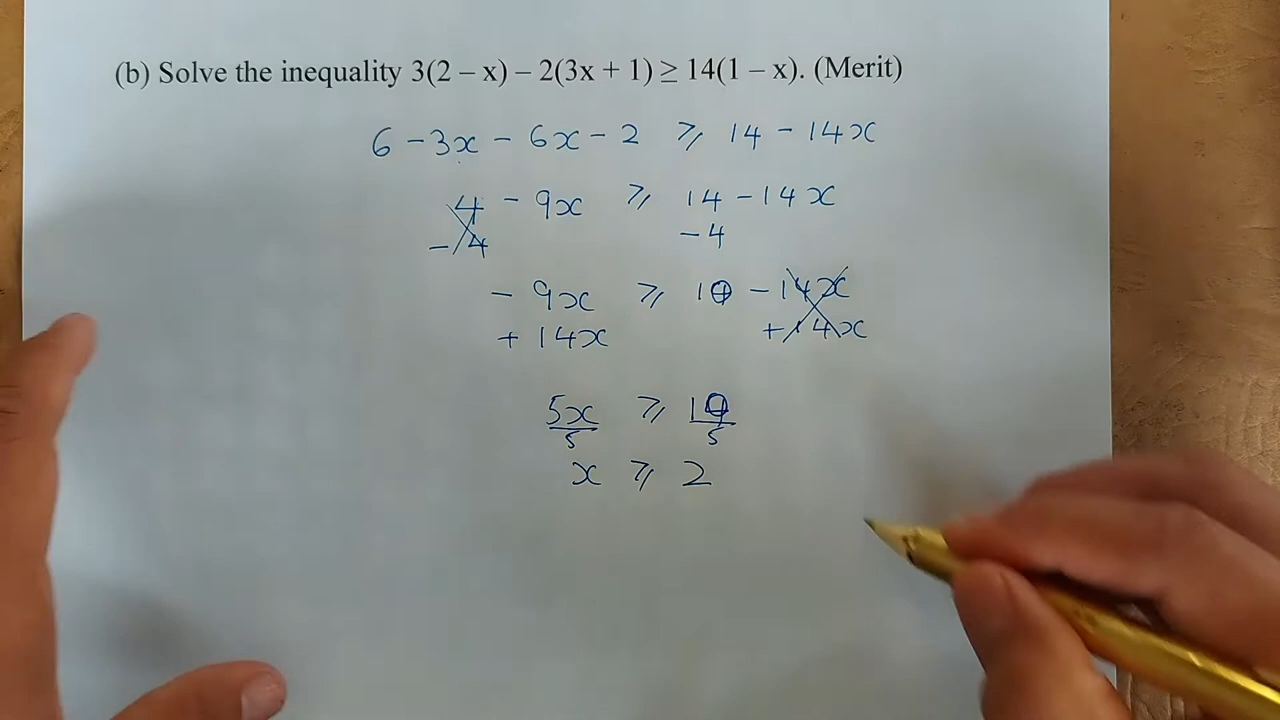 (b) Solve the inequality 3(2 – x) – 2(3x + 1) ≥ 14(1 – x). (Merit)
6 - 3x - 6x - 2 ≥ 14 - 14x
4 - 9x ≥ 14 - 14x
- 4 - 4
- 9x ≥ 10 - 14x
+ 14x + 14x
5x ≥ 10
5 5
x ≥ 2